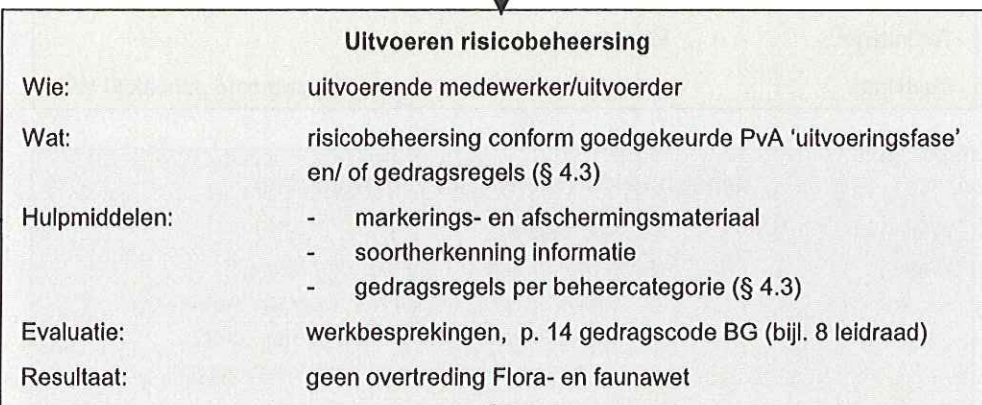 Uitvoeren risicobeheersing
Wie: uitvoerende medewerker/uitvoerder
Wat: risicobeheersing conform goedgekeurde PvA 'uitvoeringsfase'
en/ of gedragsregels (§ 4.3)
Hulpmiddelen: - markerings- en afschermingsmateriaal
- soortherkenning informatie
- gedragsregels per beheercategorie (§ 4.3)
Evaluatie: werkbesprekingen, p. 14 gedragscode BG (bijl. 8 leidraad)
Resultaat: geen overtreding Flora- en faunawet